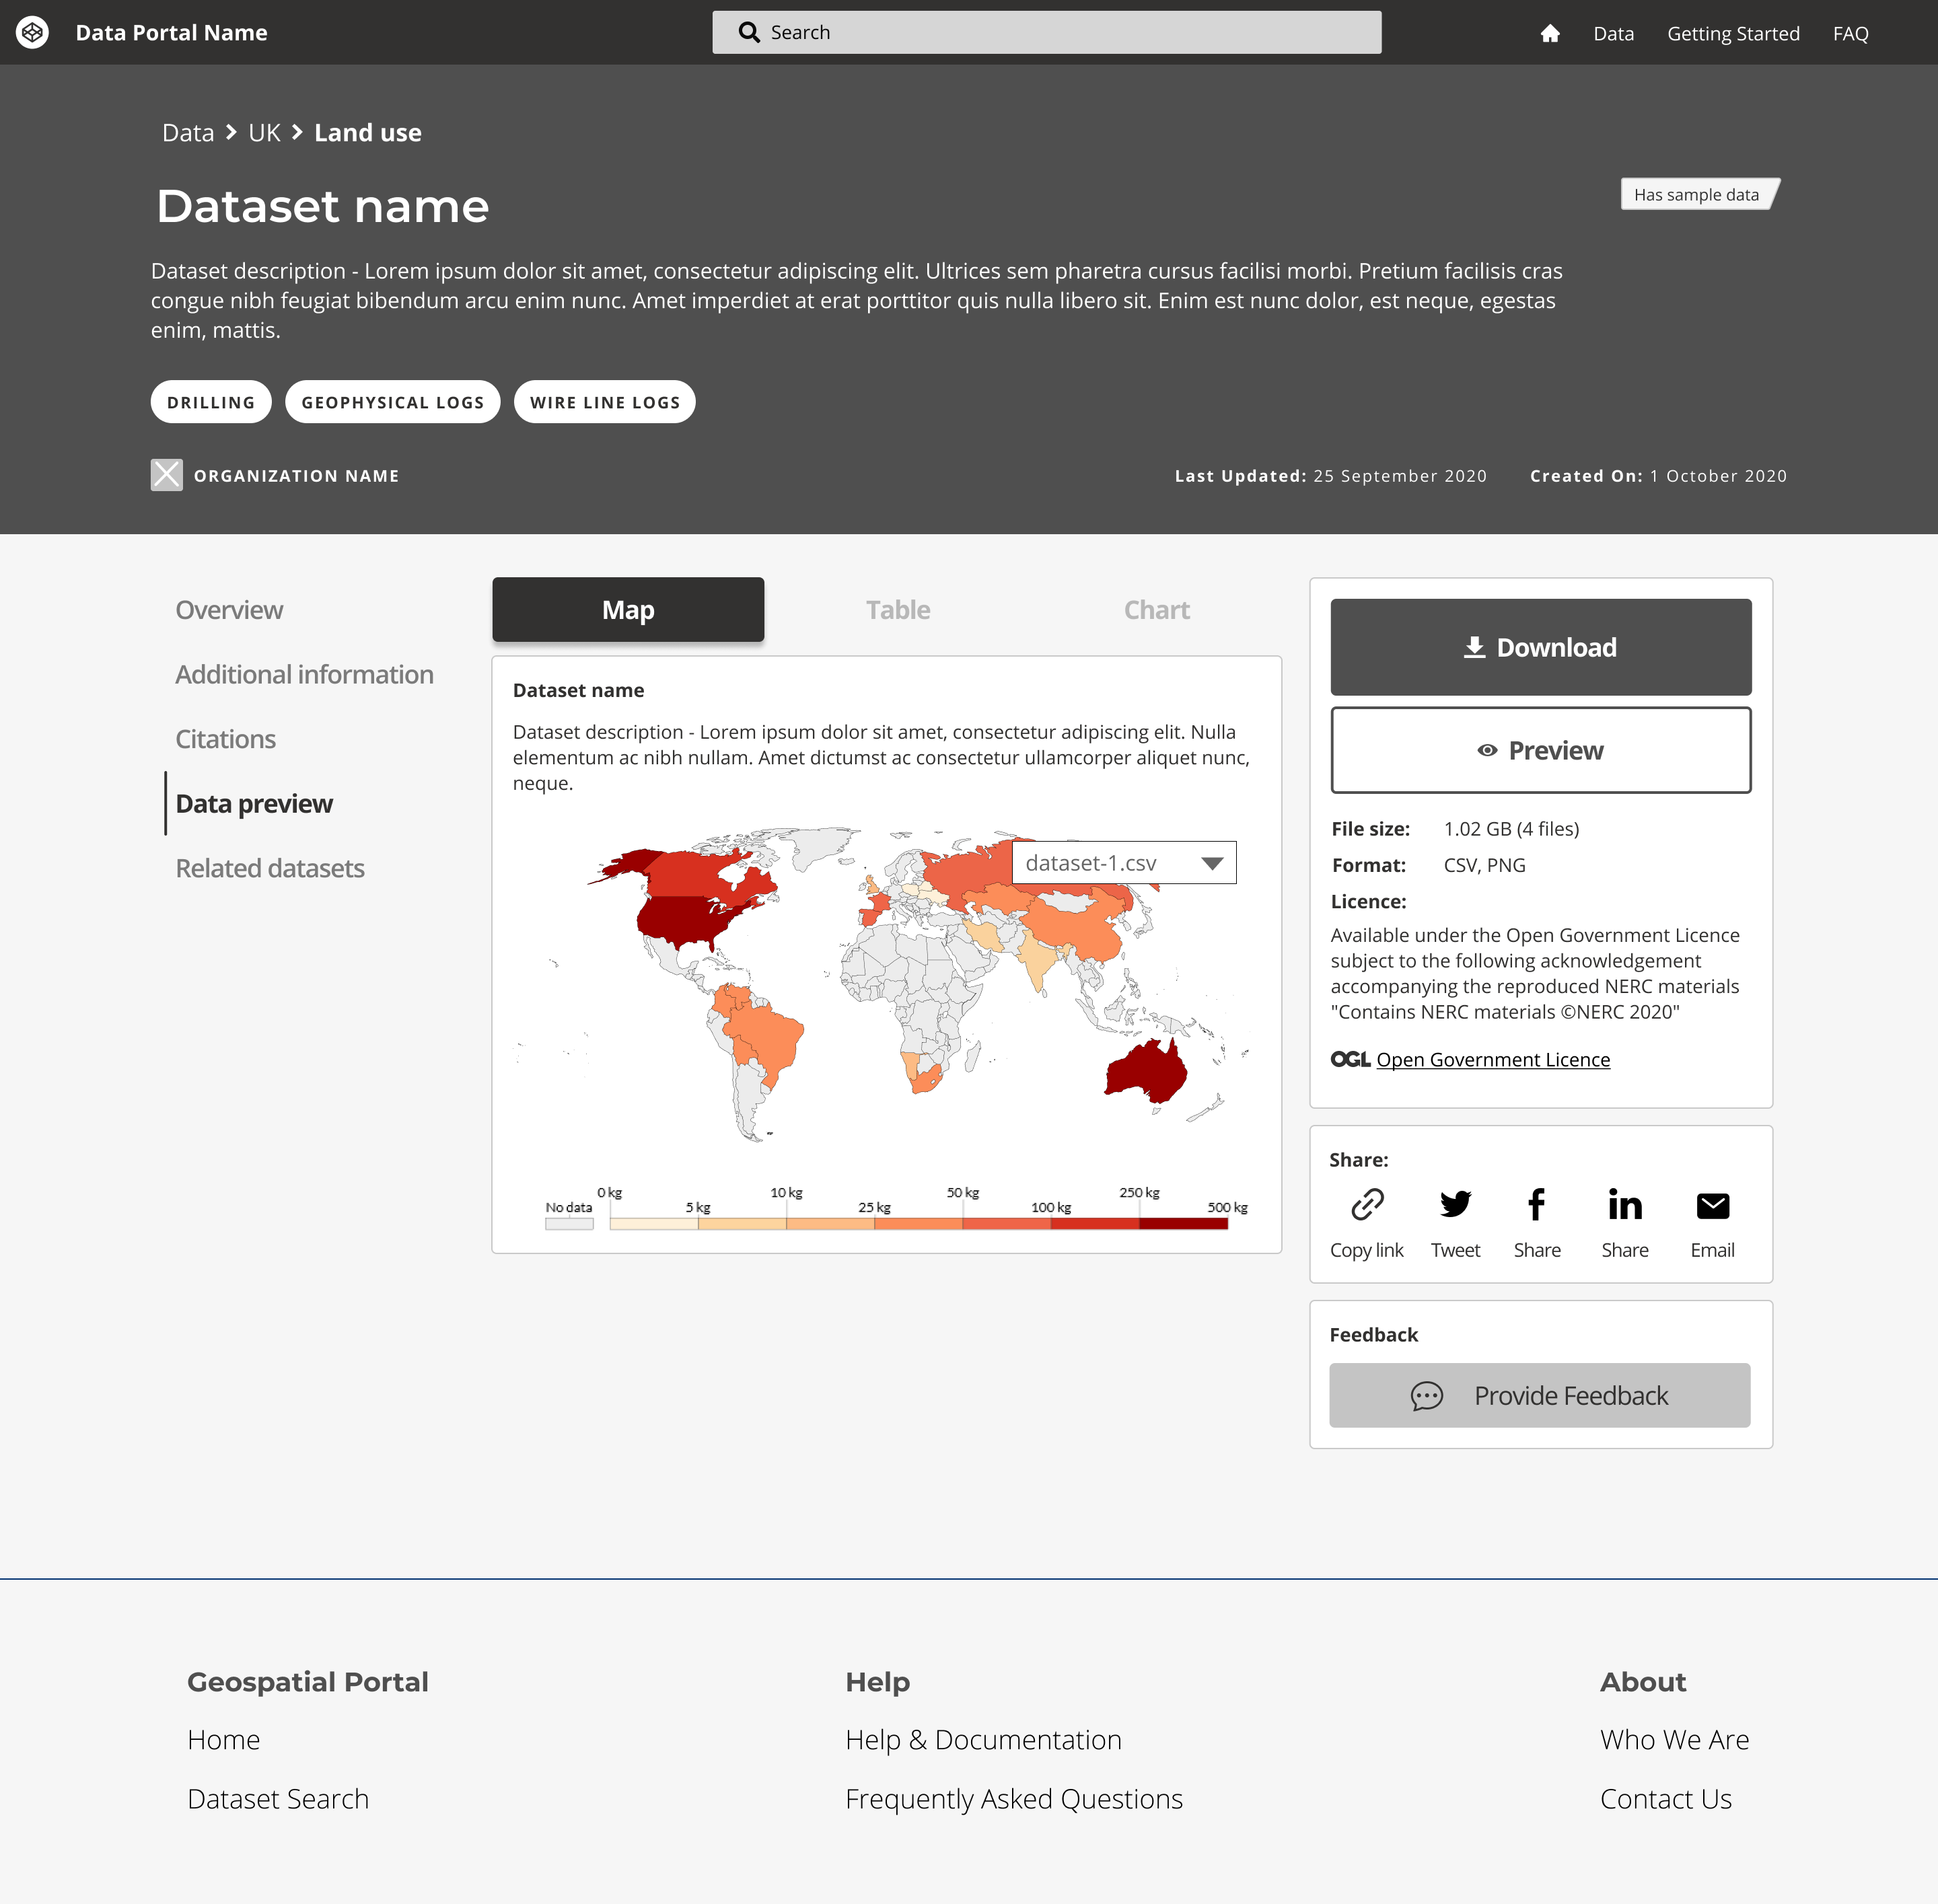 Data Portal Name
Search
Data
Getting Started
FAQ
Data
UK
Land use
Dataset name
Has sample data
Dataset description - Lorem ipsum dolor sit amet, consectetur adipiscing elit. Ultrices sem pharetra cursus facilisi morbi. Pretium facilisis cras
congue nibh feugiat bibendum arcu enim nunc. Amet imperdiet at erat porttitor quis nulla libero sit. Enim est nunc dolor, est neque, egestas
enim, mattis.
DRILLING
GEOPHYSICAL LOGS
WIRE LINE LOGS
ORGANIZATION NAME
Last Updated: 25 September 2020
Created On: 1 October 2020
Overview
Additional information
Citations
Data preview
Related datasets
Map
Table
Chart
Dataset name
Dataset description - Lorem ipsum dolor sit amet, consectetur adipiscing elit. Nulla
elementum ac nibh nullam. Amet dictumst ac consectetur ullamcorper aliquet nunc,
neque.
dataset-1.csv
No data
0 kg
5 kg
10 kg
25 kg
50 kg
100 kg
250 kg
500 kg
Download
Preview
File size: 1.02 GB (4 files)
Format: CSV, PNG
Licence:
Available under the Open Government Licence
subject to the following acknowledgement
accompanying the reproduced NERC materials
"Contains NERC materials ©NERC 2020"
OGL Open Government Licence
Share:
Copy link
Tweet
Share
Share
Email
Feedback
Provide Feedback
Geospatial Portal
Home
Dataset Search
Help
Help & Documentation
Frequently Asked Questions
About
Who We Are
Contact Us